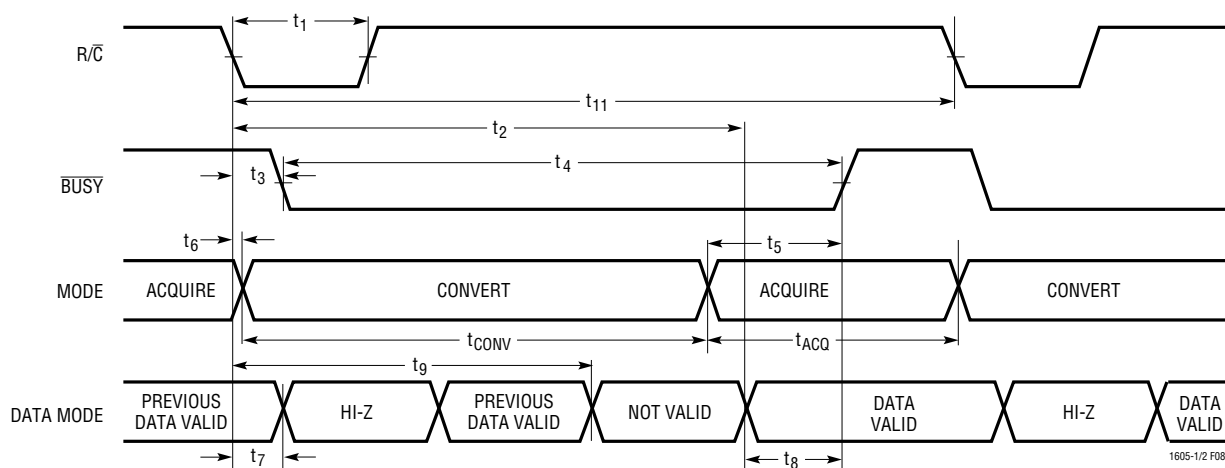 t1
R/C̅
t11
t2
t4
t3
B̅U̅S̅Y̅
t6
t5
MODE
ACQUIRE
CONVERT
ACQUIRE
CONVERT
tCONV
tACQ
t9
DATA MODE
PREVIOUS
DATA VALID
HI-Z
PREVIOUS
DATA VALID
NOT VALID
DATA
VALID
HI-Z
DATA
VALID
t7
t8
1605-1/2 F08